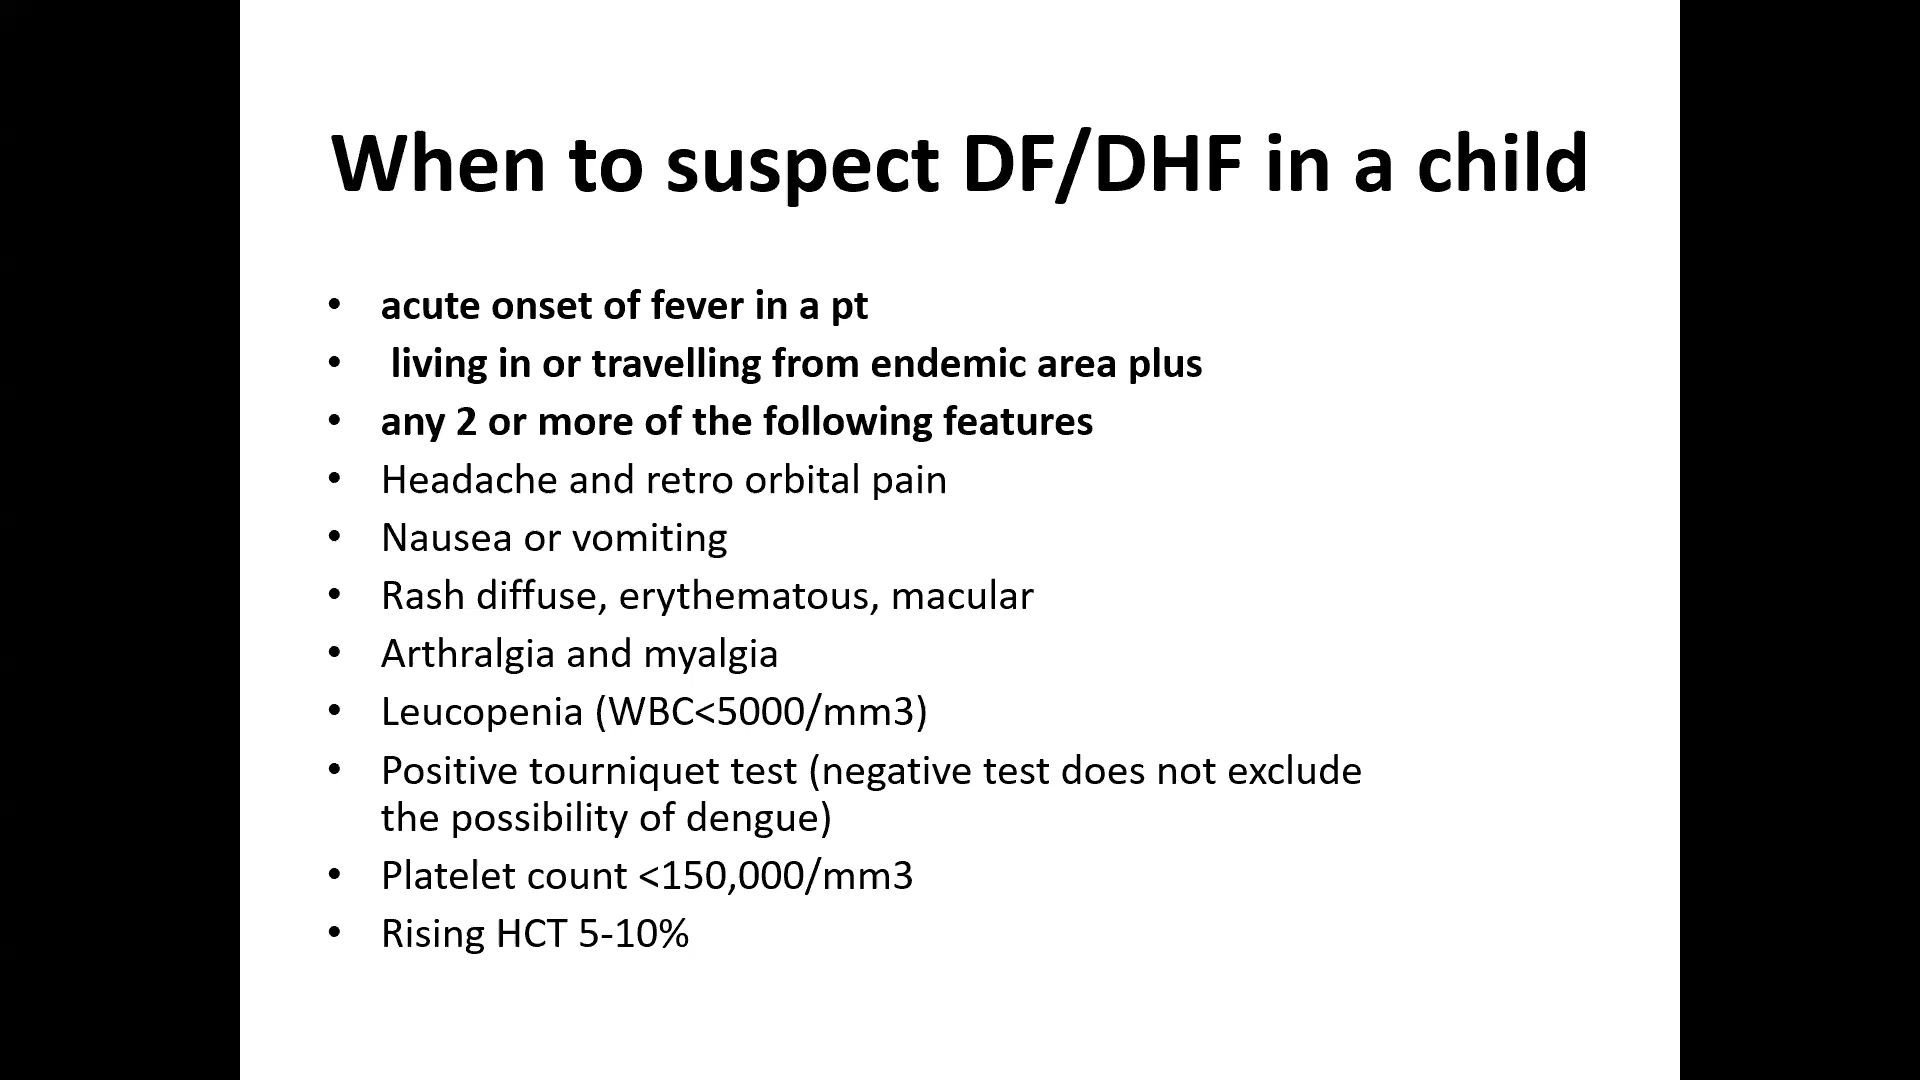 When to suspect DF/DHF in a child
• acute onset of fever in a pt
• living in or travelling from endemic area plus
• any 2 or more of the following features
• Headache and retro orbital pain
• Nausea or vomiting
• Rash diffuse, erythematous, macular
• Arthralgia and myalgia
• Leucopenia (WBC<5000/mm3)
• Positive tourniquet test (negative test does not exclude
the possibility of dengue)
• Platelet count <150,000/mm3
• Rising HCT 5-10%